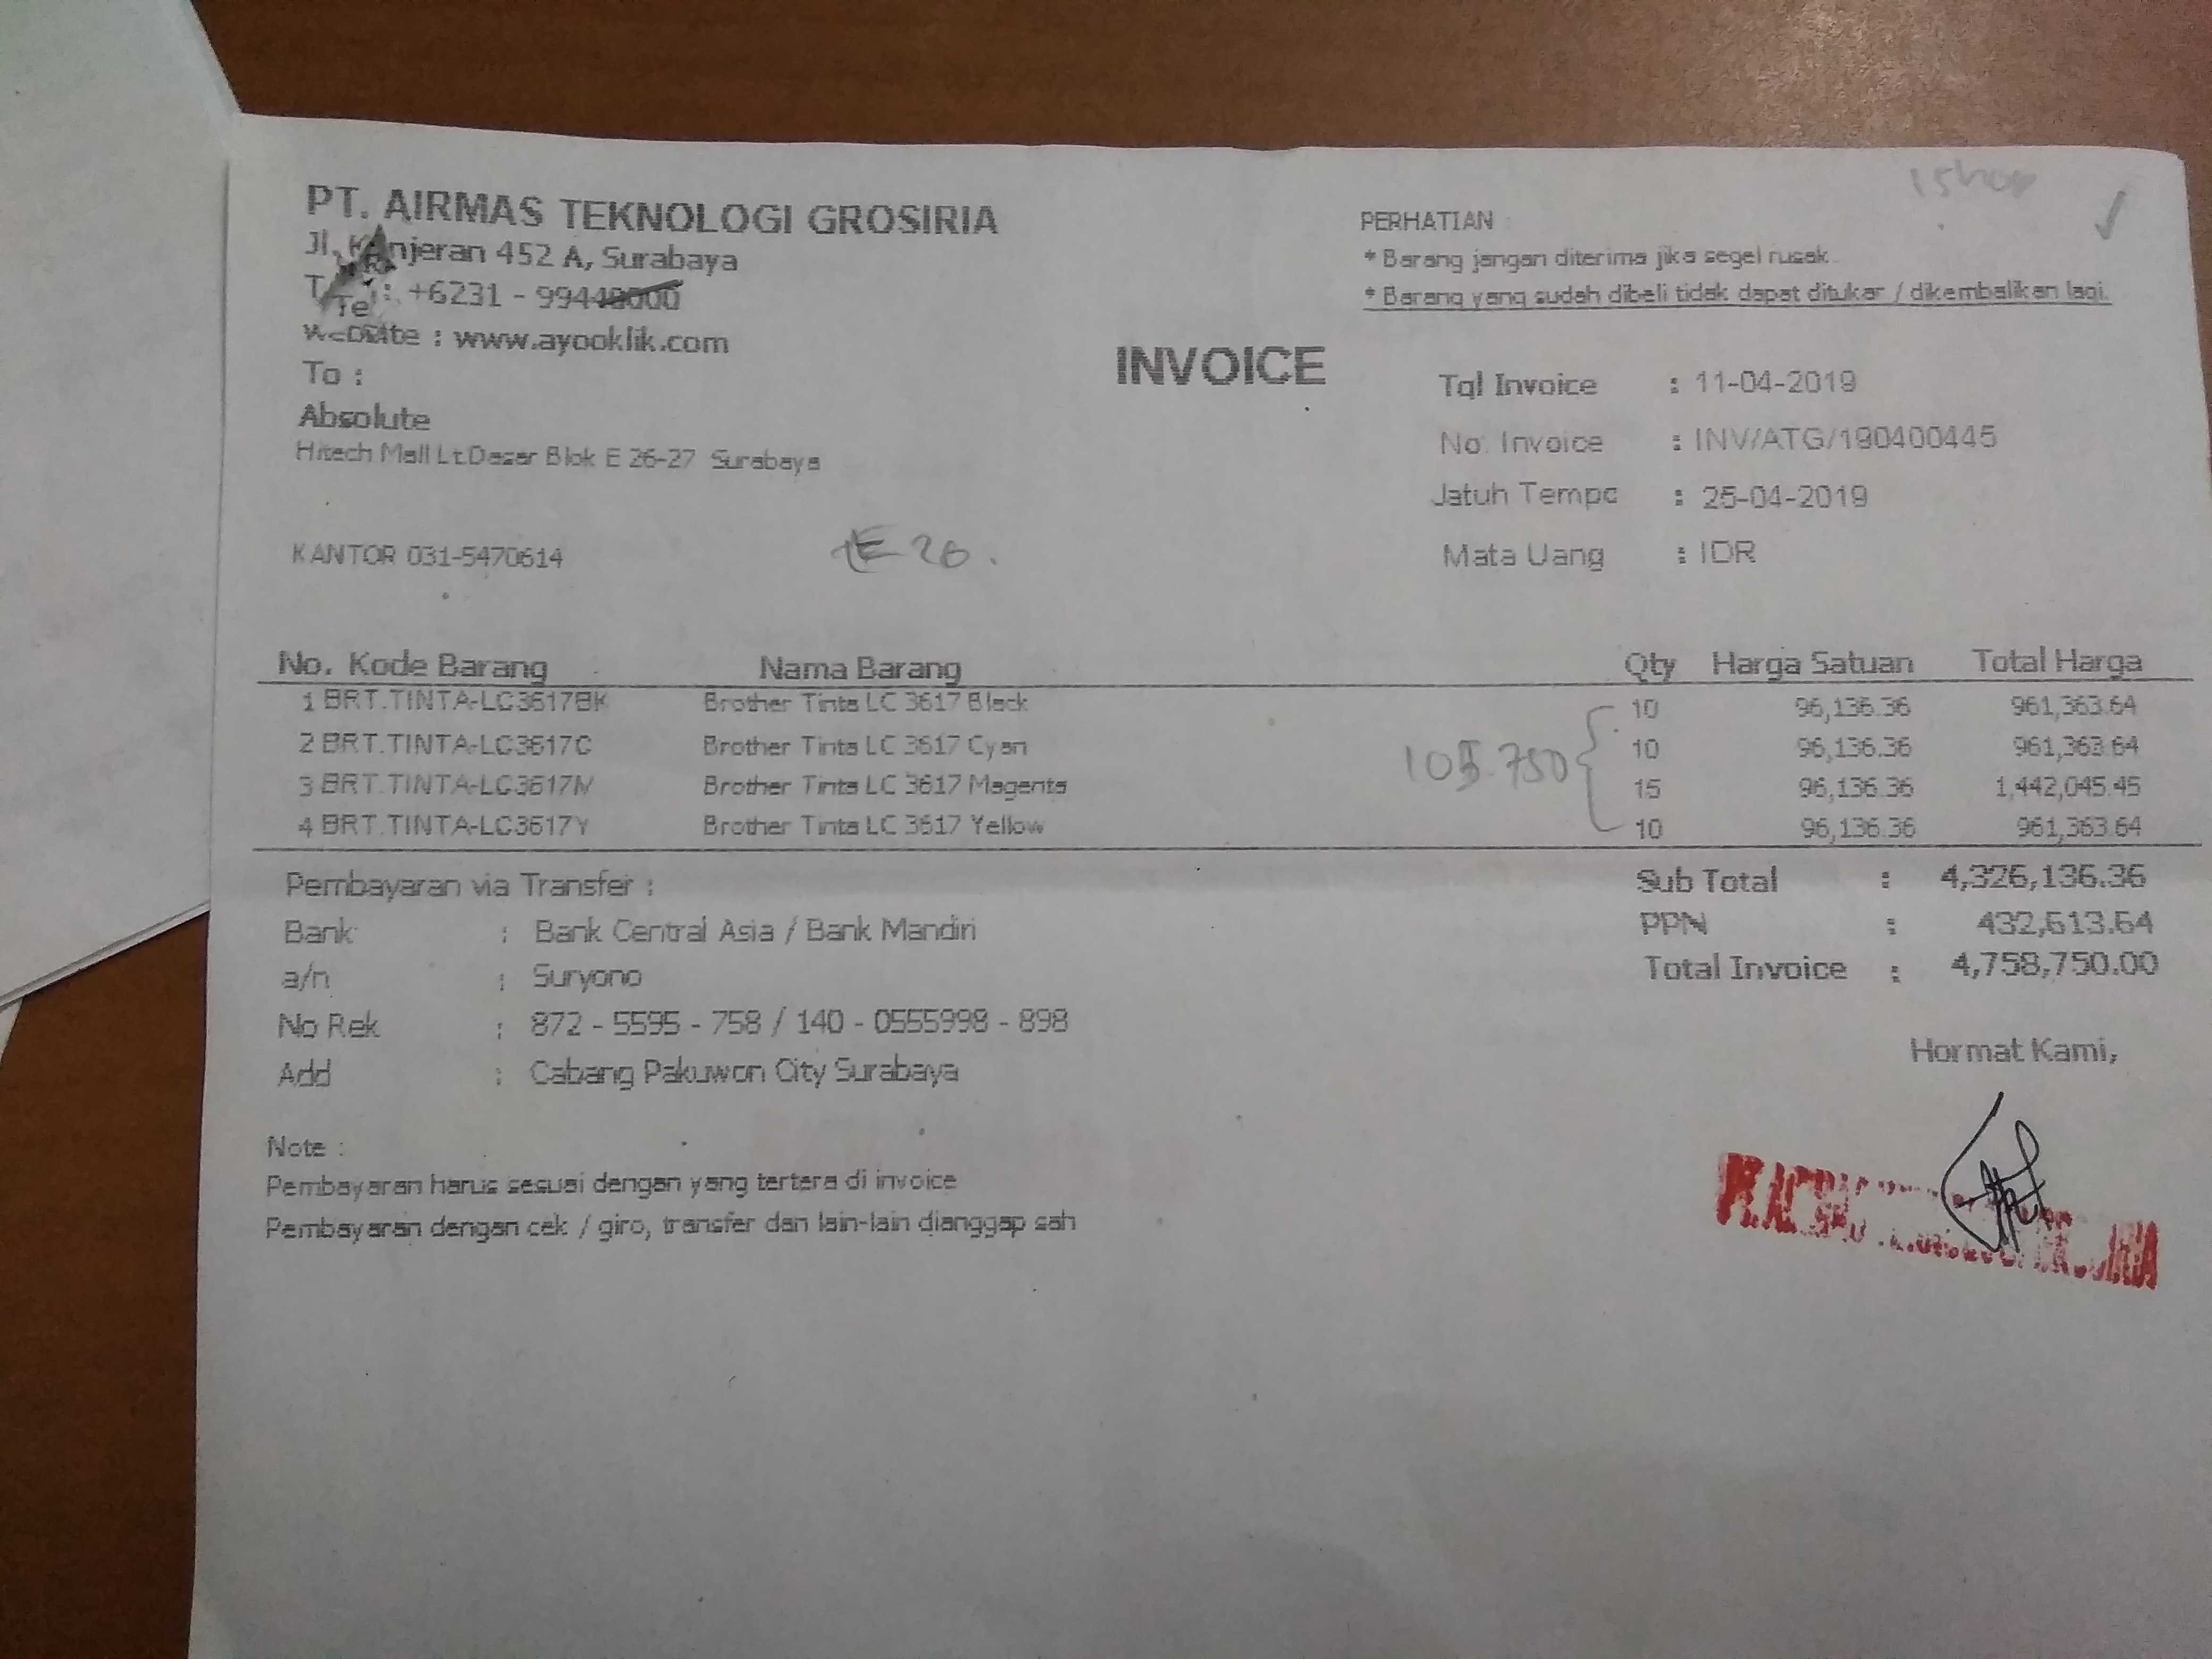 PT. AIRMAS TEKNOLOGI GROSIRIA
Jl. Kenjeran 452 A, Surabaya
: +6231 - 99448000
Website : www.ayooklik.com
To :
Absolute
Hitech Mall Lt.Dasar Blok E 26-27 Surabaya
KANTOR 031-5470614
E 26.
PERHATIAN
* Barang jangan diterima jika segel rusak
* Barang yang sudah dibeli tidak dapat ditukar / dikembalikan lagi.
INVOICE
Tgl Invoice : 11-04-2019
No. Invoice : INV/ATG/190400445
Jatuh Tempo : 25-04-2019
Mata Uang : IDR
No. Kode Barang Nama Barang Qty Harga Satuan Total Harga
1 BRT.TINTA-LC3617BK Brother Tinta LC 3617 Black 10 96,136.36 961,363.64
2 BRT.TINTA-LC3617C Brother Tinta LC 3617 Cyan 10 96,136.36 961,363.64
3 BRT.TINTA-LC3617M Brother Tinta LC 3617 Magenta 15 96,136.36 1,442,045.45
4 BRT.TINTA-LC3617Y Brother Tinta LC 3617 Yellow 10 96,136.36 961,363.64
105.750
Sub Total : 4,326,136.36
PPN : 432,613.64
Total Invoice : 4,758,750.00
Pembayaran via Transfer :
Bank : Bank Central Asia / Bank Mandiri
a/n : Suryono
No Rek : 872 - 5595 - 758 / 140 - 0555998 - 898
Add : Cabang Pakuwon City Surabaya
Hormat Kami,
Note :
Pembayaran harus sesuai dengan yang tertera di invoice
Pembayaran dengan cek / giro, transfer dan lain-lain dianggap sah